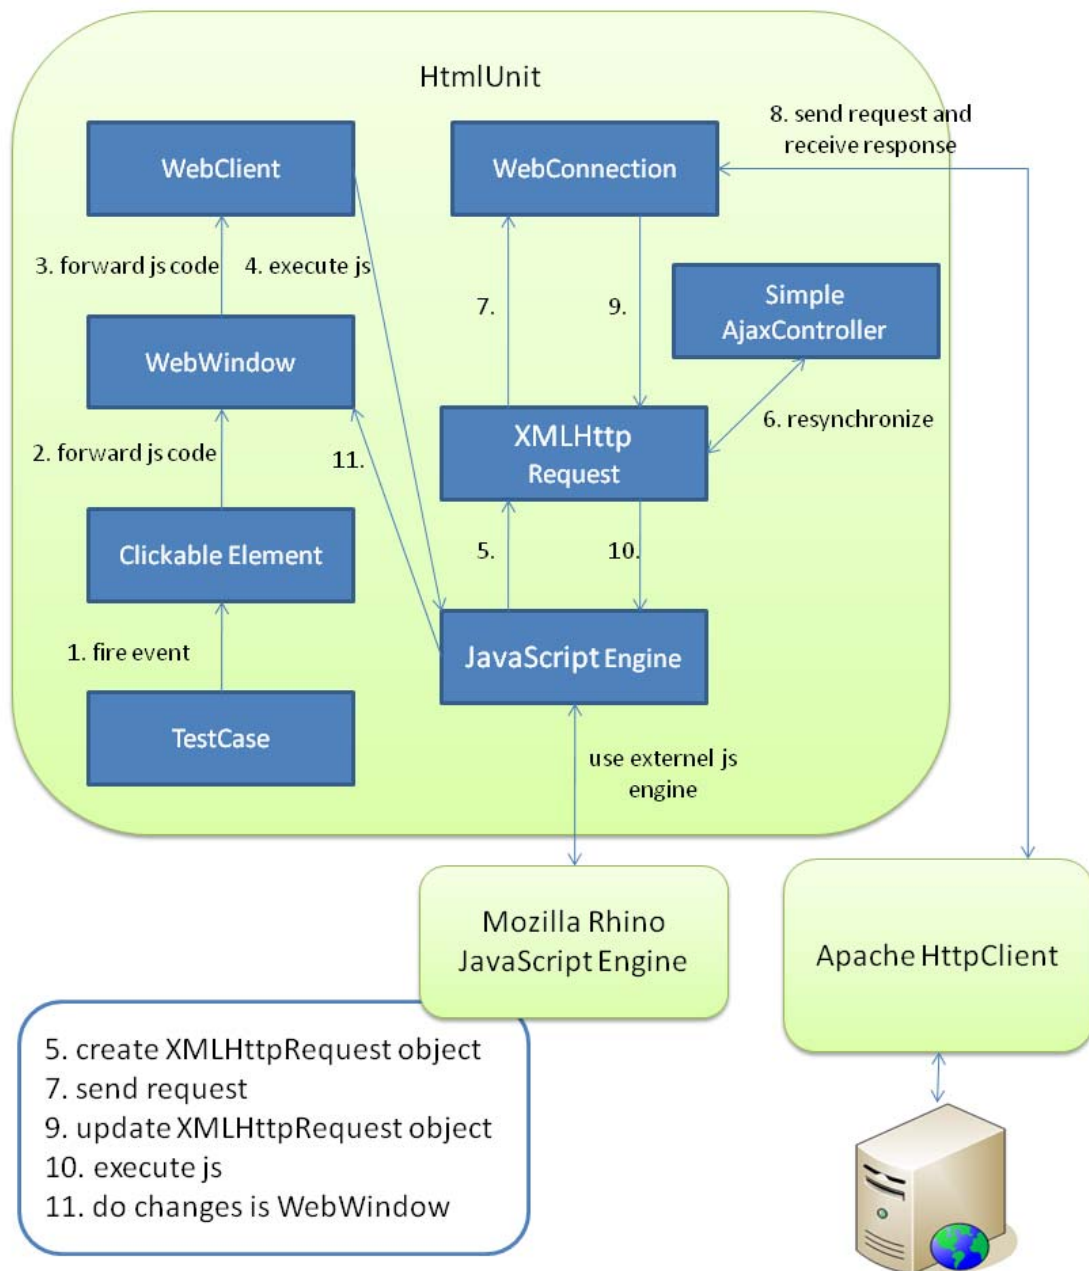 HtmlUnit
8. send request and
receive response
WebClient
WebConnection
3. forward js code
4. execute js
7.
9.
Simple
AjaxController
WebWindow
6. resynchronize
XMLHttp
Request
2. forward js code
11.
Clickable Element
5.
10.
1. fire event
JavaScript Engine
TestCase
use externel js
engine
Mozilla Rhino
JavaScript Engine
Apache HttpClient
5. create XMLHttpRequest object
7. send request
9. update XMLHttpRequest object
10. execute js
11. do changes is WebWindow